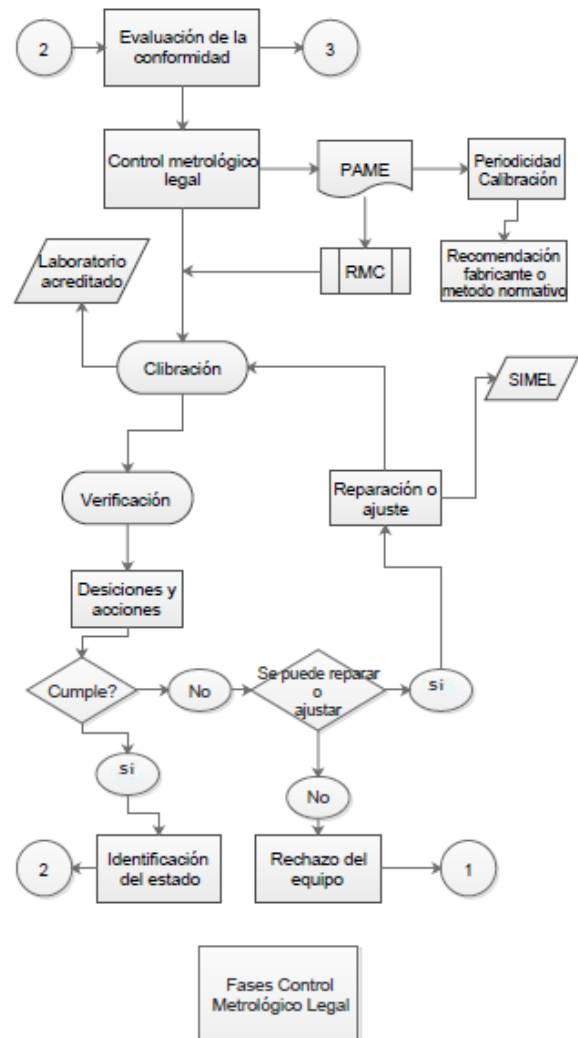 2
Evaluación de la
conformidad
3
Control metrológico
legal
PAME
Periodicidad
Calibración
Laboratorio
acreditado
RMC
Recomendación
fabricante o
metodo normativo
Clibración
SIMEL
Verificación
Reparación o
ajuste
Desiciones y
acciones
Cumple?
No
Se puede reparar
o
ajustar
si
si
No
2
Identificación
del estado
Rechazo del
equipo
1
Fases Control
Metrológico Legal